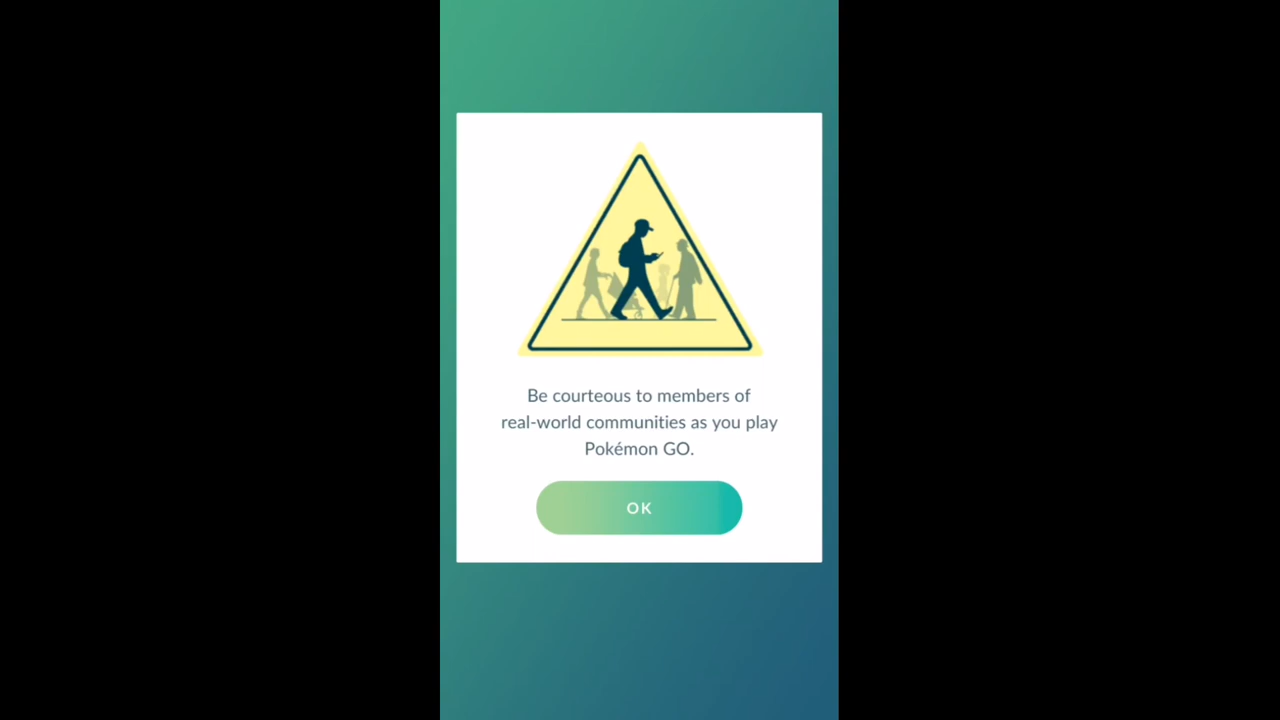 Be courteous to members of
real-world communities as you play
Pokémon GO.
OK